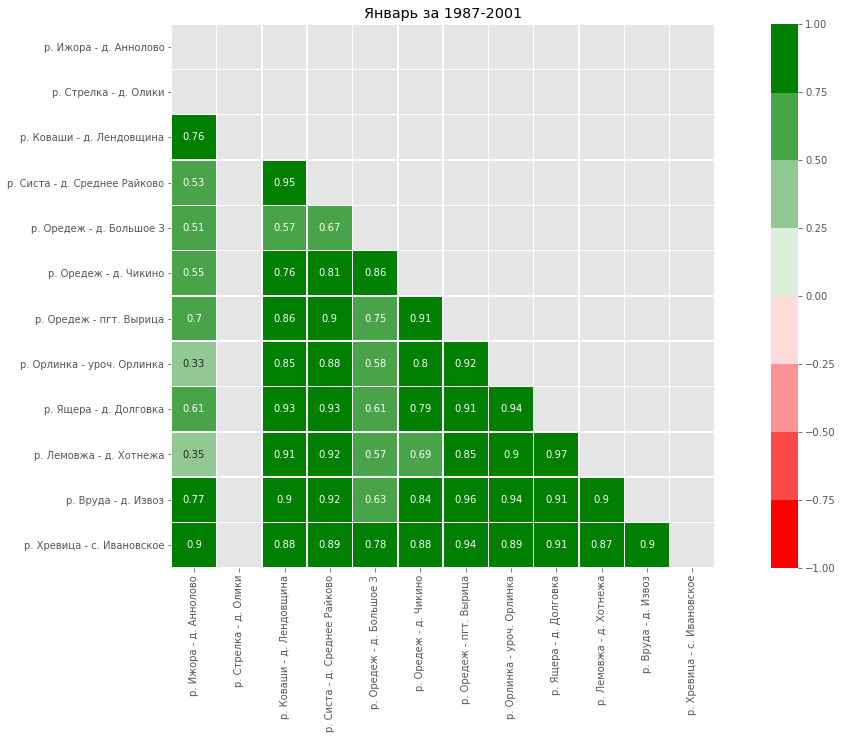 Январь за 1987-2001
р. Ижора - д. Аннолово
р. Стрелка - д. Олики
р. Коваши - д. Лендовщина 0.76
р. Систа - д. Среднее Райково 0.53 0.95
р. Оредеж - д. Большое З 0.51 0.57 0.67
р. Оредеж - д. Чикино 0.55 0.76 0.81 0.86
р. Оредеж - пгт. Вырица 0.7 0.86 0.9 0.75 0.91
р. Орлинка - уроч. Орлинка 0.33 0.85 0.88 0.58 0.8 0.92
р. Ящера - д. Долговка 0.61 0.93 0.93 0.61 0.79 0.91 0.94
р. Лемовжа - д. Хотнежа 0.35 0.91 0.92 0.57 0.69 0.85 0.9 0.97
р. Вруда - д. Извоз 0.77 0.9 0.92 0.63 0.84 0.96 0.94 0.91 0.9
р. Хревица - с. Ивановское 0.9 0.88 0.89 0.78 0.88 0.94 0.89 0.91 0.87 0.9
р. Ижора - д. Аннолово
р. Стрелка - д. Олики
р. Коваши - д. Лендовщина
р. Систа - д. Среднее Райково
р. Оредеж - д. Большое З
р. Оредеж - д. Чикино
р. Оредеж - пгт. Вырица
р. Орлинка - уроч. Орлинка
р. Ящера - д. Долговка
р. Лемовжа - д. Хотнежа
р. Вруда - д. Извоз
р. Хревица - с. Ивановское
1.00
0.75
0.50
0.25
0.00
−0.25
−0.50
−0.75
−1.00